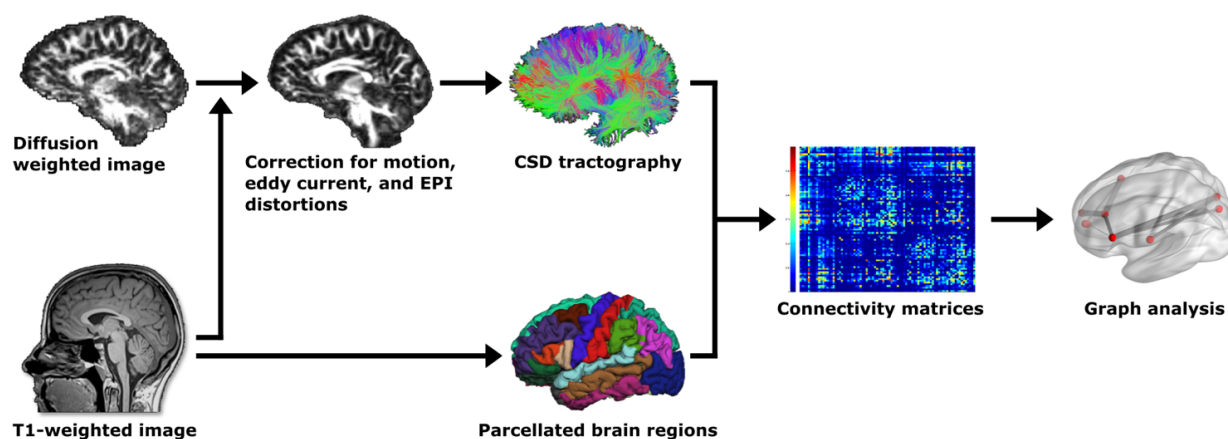 Diffusion
weighted image
Correction for motion,
eddy current, and EPI
distortions
CSD tractography
Connectivity matrices
Graph analysis
T1-weighted image
Parcellated brain regions